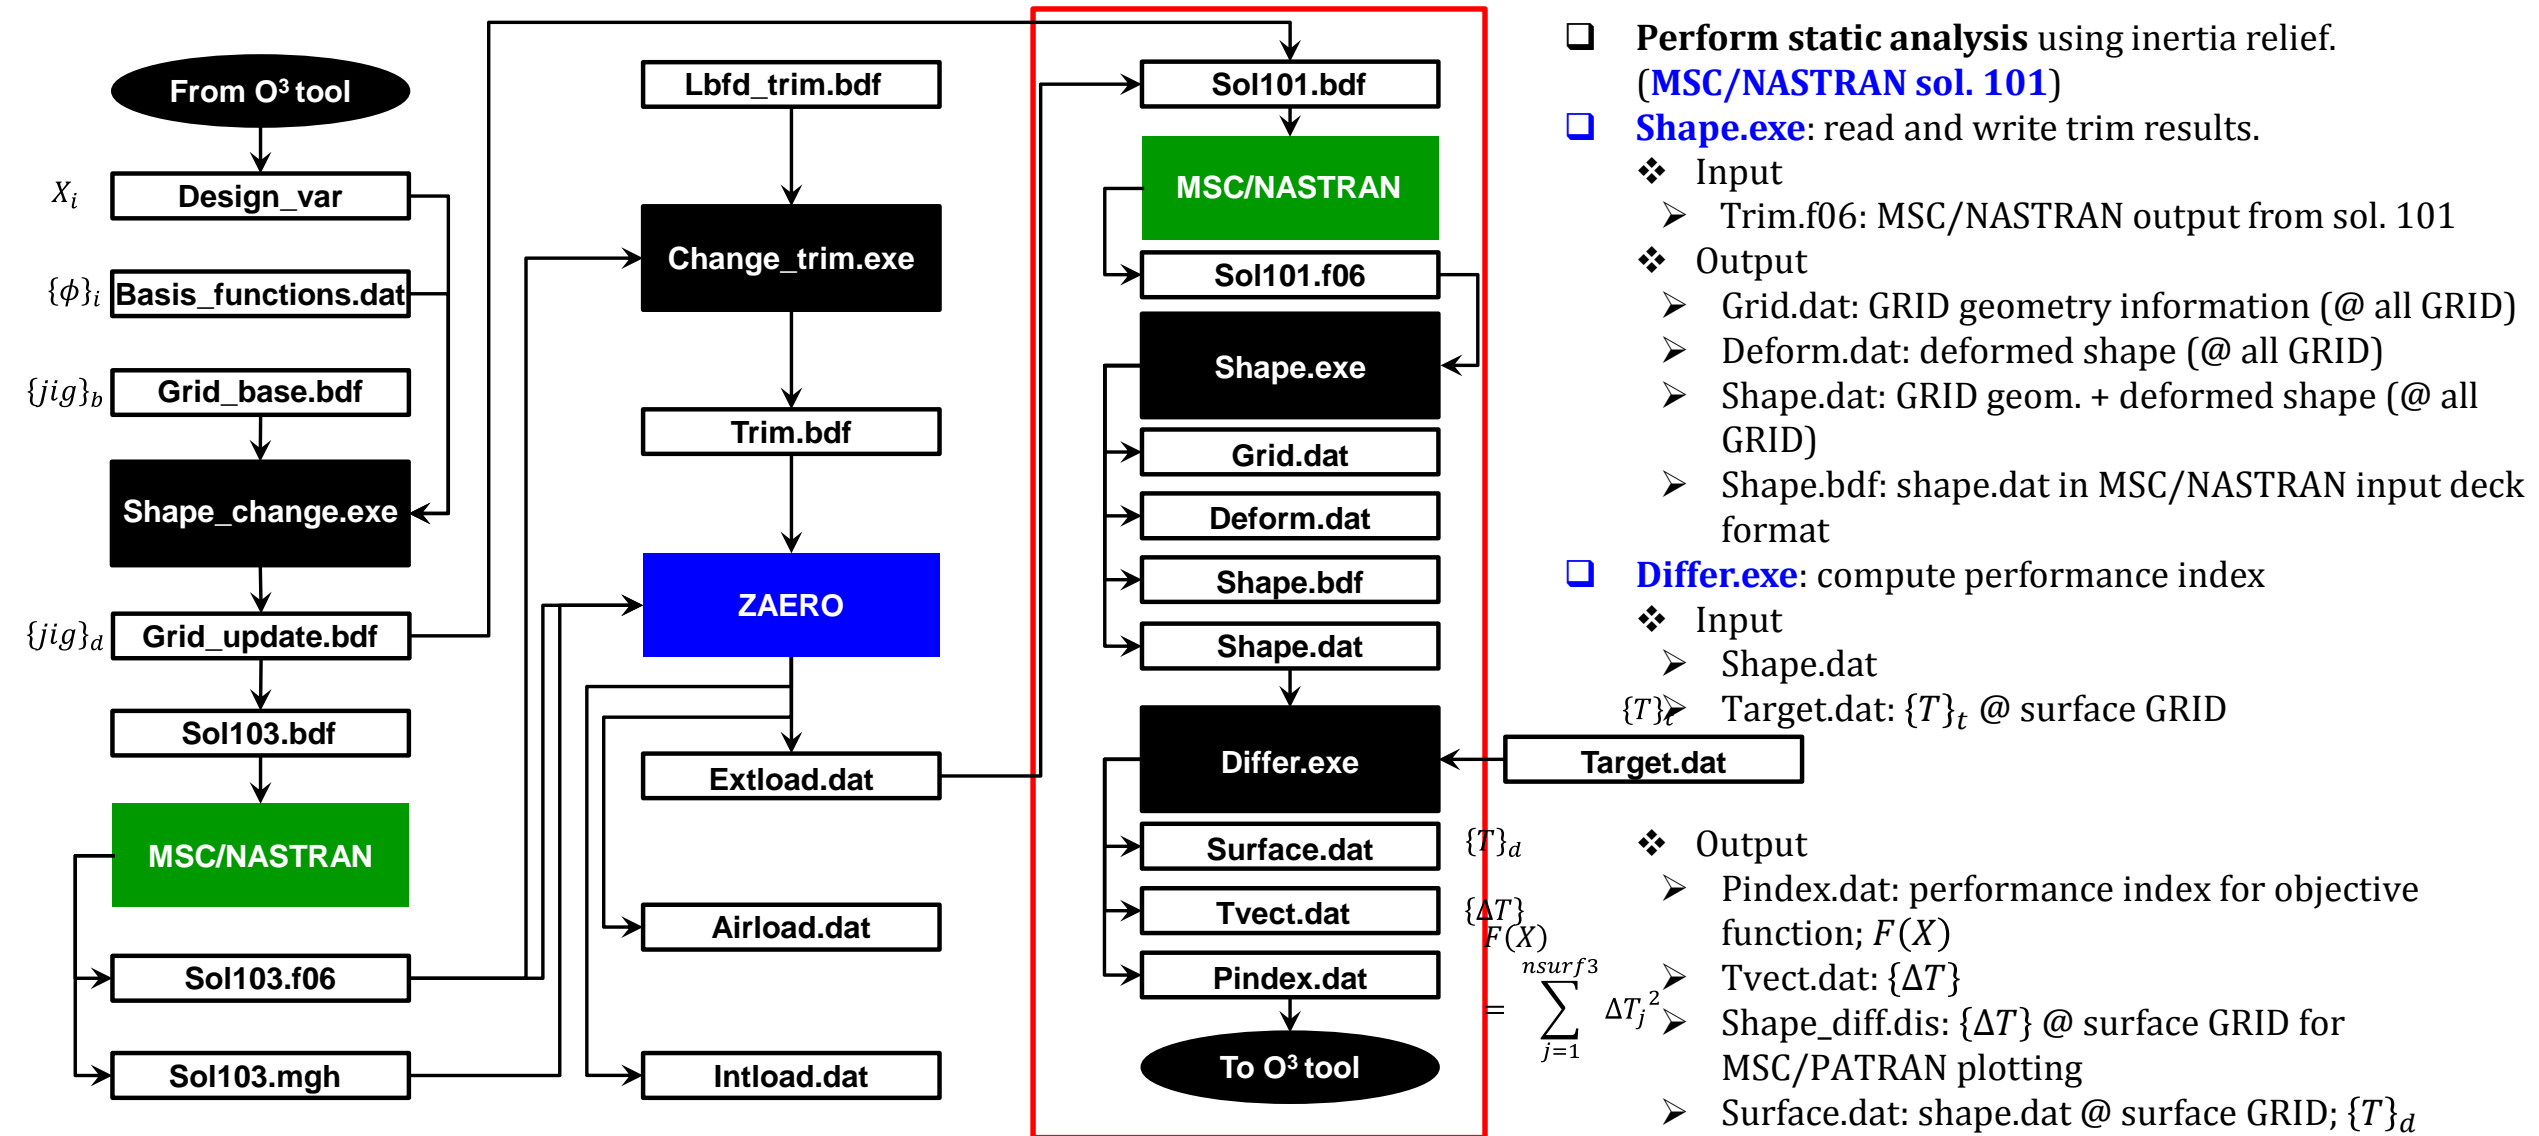 From O³ tool
X_i
Design_var
{ϕ}_i
Basis_functions.dat
{jig}_b
Grid_base.bdf
Shape_change.exe
{jig}_d
Grid_update.bdf
Sol103.bdf
MSC/NASTRAN
Sol103.f06
Sol103.mgh
Lbfd_trim.bdf
Change_trim.exe
Trim.bdf
ZAERO
Extload.dat
Airload.dat
Intload.dat
Sol101.bdf
MSC/NASTRAN
Sol101.f06
Shape.exe
Grid.dat
Deform.dat
Shape.bdf
Shape.dat
Differ.exe
{T}_t
Target.dat
Surface.dat
{T}_d
Tvect.dat
{ΔT}
Pindex.dat
F(X)
= ∑_{j=1}^{nsurf3} ΔT_j²
To O³ tool
❑ Perform static analysis using inertia relief.
(MSC/NASTRAN sol. 101)
❑ Shape.exe: read and write trim results.
❖ Input
➢ Trim.f06: MSC/NASTRAN output from sol. 101
❖ Output
➢ Grid.dat: GRID geometry information (@ all GRID)
➢ Deform.dat: deformed shape (@ all GRID)
➢ Shape.dat: GRID geom. + deformed shape (@ all
GRID)
➢ Shape.bdf: shape.dat in MSC/NASTRAN input deck
format
❑ Differ.exe: compute performance index
❖ Input
➢ Shape.dat
➢ Target.dat: {T}_t @ surface GRID
❖ Output
➢ Pindex.dat: performance index for objective
function; F(X)
➢ Tvect.dat: {ΔT}
➢ Shape_diff.dis: {ΔT} @ surface GRID for
MSC/PATRAN plotting
➢ Surface.dat: shape.dat @ surface GRID; {T}_d